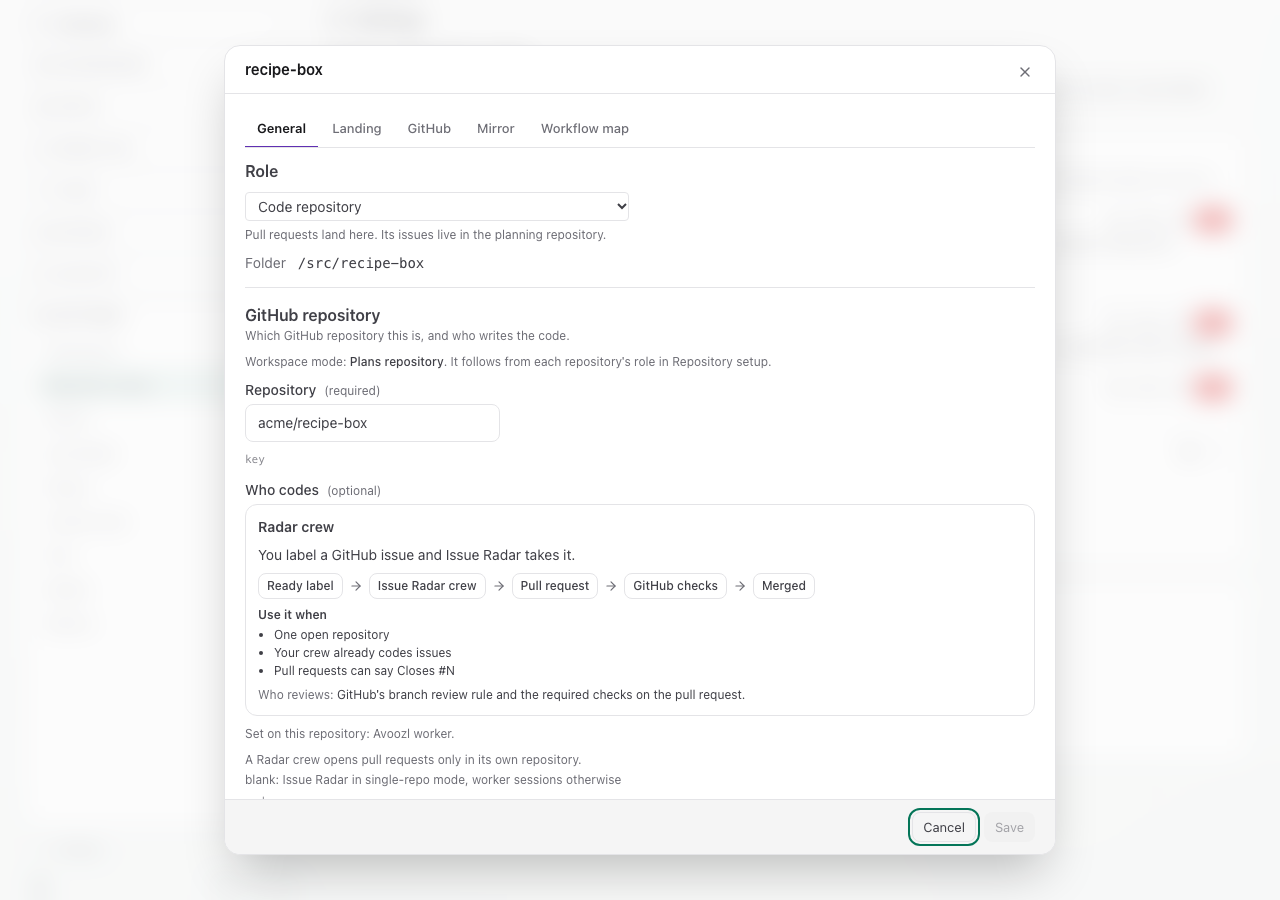 recipe-box
General
Landing
GitHub
Mirror
Workflow map
Role
Code repository
Pull requests land here. Its issues live in the planning repository.
Folder /src/recipe-box
GitHub repository
Which GitHub repository this is, and who writes the code.
Workspace mode: Plans repository. It follows from each repository's role in Repository setup.
Repository (required)
acme/recipe-box
key
Who codes (optional)
Radar crew
You label a GitHub issue and Issue Radar takes it.
Ready label → Issue Radar crew → Pull request → GitHub checks → Merged
Use it when
• One open repository
• Your crew already codes issues
• Pull requests can say Closes #N
Who reviews: GitHub's branch review rule and the required checks on the pull request.
Set on this repository: Avoozl worker.
A Radar crew opens pull requests only in its own repository.
blank: Issue Radar in single-repo mode, worker sessions otherwise
Cancel
Save